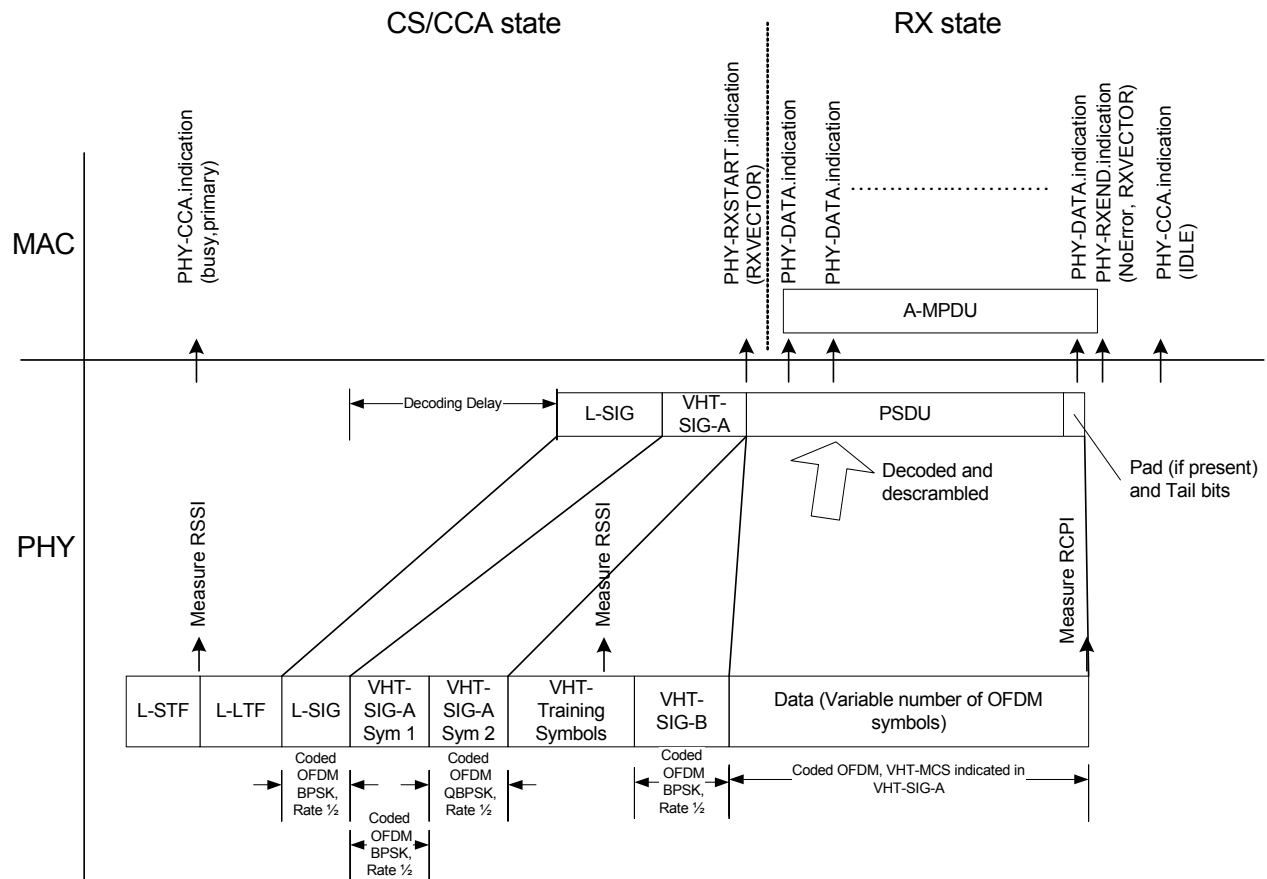 CS/CCA state
RX state
PHY-CCA.indication
(busy,primary)
PHY-RXSTART.indication
(RXVECTOR)
PHY-DATA.indication
PHY-DATA.indication
PHY-DATA.indication
PHY-RXEND.indication
(NoError, RXVECTOR)
PHY-CCA.indication
(IDLE)
MAC
A-MPDU
Decoding Delay
L-SIG
VHT-
SIG-A
PSDU
Decoded and
descrambled
Pad (if present)
and Tail bits
PHY
Measure RSSI
Measure RSSI
Measure RCPI
L-STF
L-LTF
L-SIG
VHT-
SIG-A
Sym 1
VHT-
SIG-A
Sym 2
VHT-
Training
Symbols
VHT-
SIG-B
Data (Variable number of OFDM
symbols)
Coded
OFDM
BPSK,
Rate ½
Coded
OFDM
BPSK,
Rate ½
Coded
OFDM
QBPSK,
Rate ½
Coded
OFDM
BPSK,
Rate ½
Coded OFDM, VHT-MCS indicated in
VHT-SIG-A